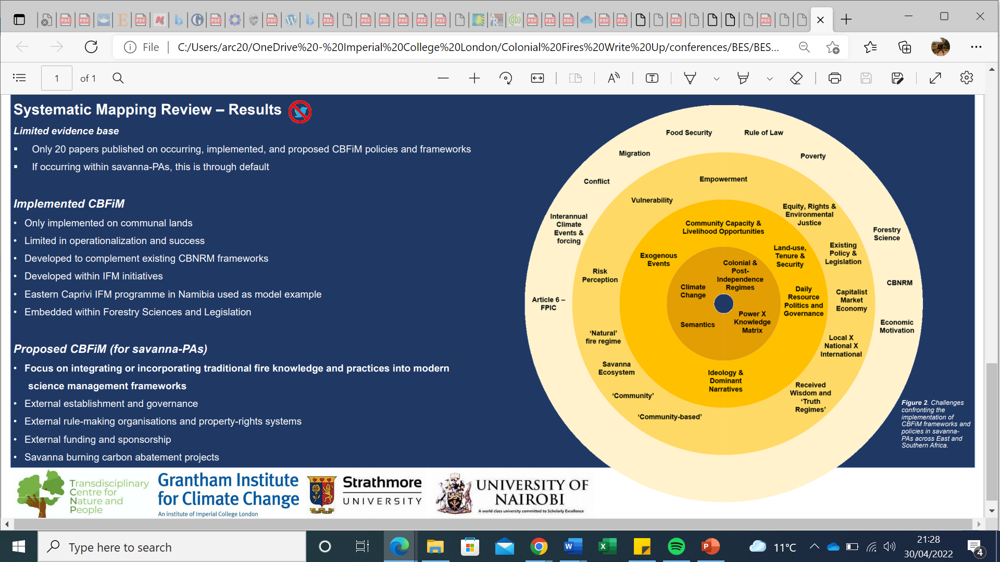 File
C:/Users/arc20/OneDrive%20-%20Imperial%20College%20London/Colonial%20Fires%20Write%20Up/conferences/BES/BES...
1
of 1
Systematic Mapping Review – Results
Limited evidence base
▪ Only 20 papers published on occurring, implemented, and proposed CBFiM policies and frameworks
▪ If occurring within savanna-PAs, this is through default
Implemented CBFiM
• Only implemented on communal lands
• Limited in operationalization and success
• Developed to complement existing CBNRM frameworks
• Developed within IFM initiatives
• Eastern Caprivi IFM programme in Namibia used as model example
• Embedded within Forestry Sciences and Legislation
Proposed CBFiM (for savanna-PAs)
• Focus on integrating or incorporating traditional fire knowledge and practices into modern
science management frameworks
• External establishment and governance
• External rule-making organisations and property-rights systems
• External funding and sponsorship
• Savanna burning carbon abatement projects
Food Security
Rule of Law
Migration
Poverty
Conflict
Interannual
Climate
Events &
forcing
Forestry
Science
CBNRM
Article 6 –
FPIC
Economic
Motivation
Empowerment
Vulnerability
Equity, Rights &
Environmental
Justice
Existing
Policy &
Legislation
Risk
Perception
Capitalist
Market
Economy
‘Natural’
fire regime
Local X
National X
International
Savanna
Ecosystem
‘Community’
Received
Wisdom and
‘Truth
Regimes’
‘Community-based’
Community Capacity &
Livelihood Opportunities
Exogenous
Events
Land-use,
Tenure &
Security
Daily
Resource
Politics and
Governance
Ideology &
Dominant
Narratives
Colonial &
Post-
Independence
Regimes
Climate
Change
Semantics
Power X
Knowledge
Matrix
Figure 2. Challenges
confronting the
implementation of
CBFiM frameworks and
policies in savanna-
PAs across East and
Southern Africa.
Transdisciplinary
Centre for
Nature and
People
Grantham Institute
for Climate Change
An institute of Imperial College London
Strathmore
UNIVERSITY
UNIVERSITY OF
NAIROBI
A world class university committed to Scholarly Excellence
Type here to search
11°C
21:28
30/04/2022
4